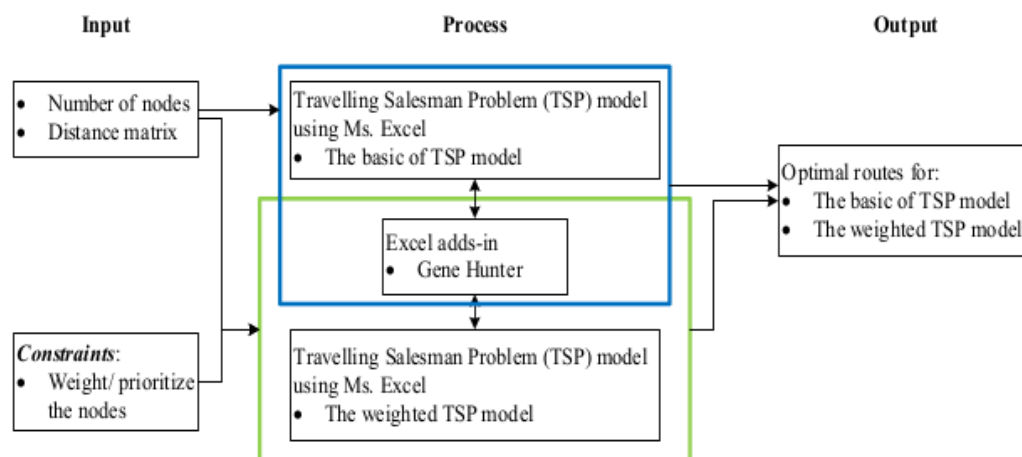 Input
Process
Output
• Number of nodes
• Distance matrix
Travelling Salesman Problem (TSP) model
using Ms. Excel
• The basic of TSP model
Excel adds-in
• Gene Hunter
Optimal routes for:
• The basic of TSP model
• The weighted TSP model
Constraints:
• Weight/ prioritize
the nodes
Travelling Salesman Problem (TSP) model
using Ms. Excel
• The weighted TSP model